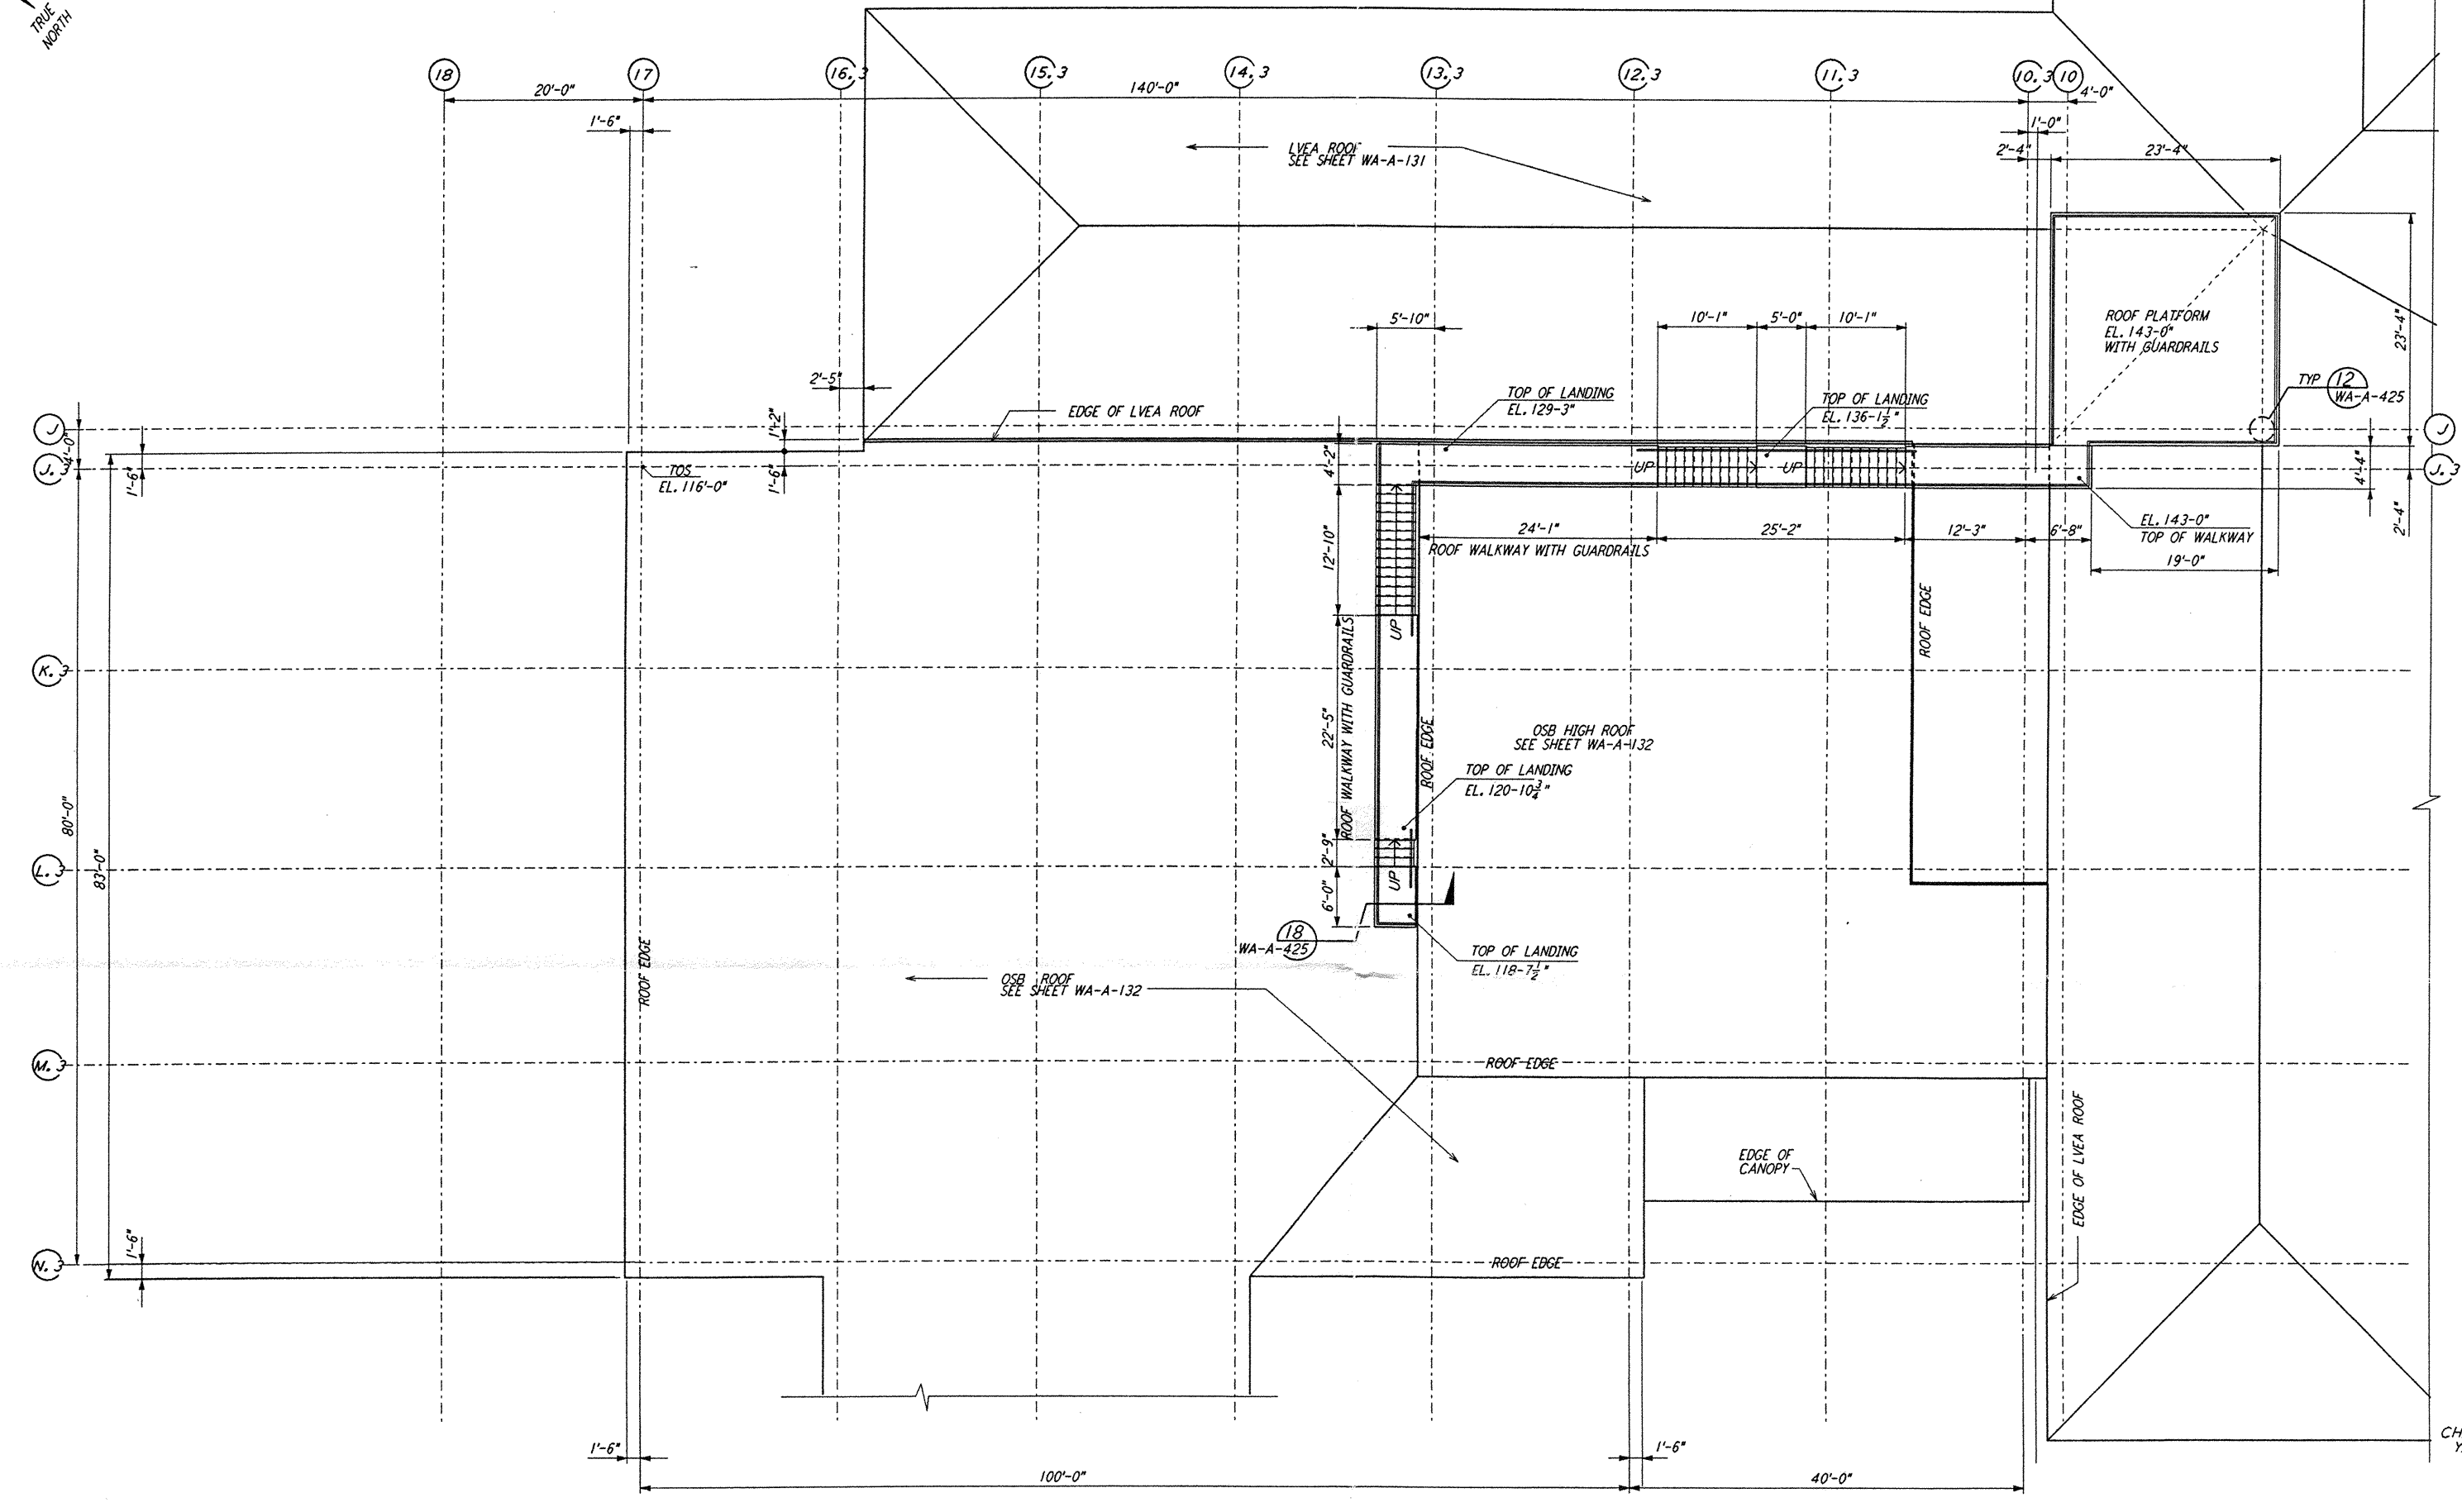 TRUE
NORTH
18
17
16.3
15.3
14.3
13.3
12.3
11.3
10.3
10
20'-0"
140'-0"
4'-0"
1'-6"
1'-0"
2'-4"
23'-4"
LVEA ROOF
SEE SHEET WA-A-131
ROOF PLATFORM
EL. 143-0"
WITH GUARDRAILS
23'-4"
5'-10"
10'-1"
5'-0"
10'-1"
2'-5"
TYP
12
WA-A-425
TOP OF LANDING
EL. 129-3"
TOP OF LANDING
EL. 136-1½"
EDGE OF LVEA ROOF
1'-2"
J
J
4'-0"
J.3
J.3
1'-6"
1'-6"
TOS
EL. 116'-0"
4'-2"
UP
UP
4'-4"
2'-4"
EL. 143-0"
TOP OF WALKWAY
24'-1"
25'-2"
12'-3"
6'-8"
19'-0"
ROOF WALKWAY WITH GUARDRAILS
12'-10"
UP
ROOF EDGE
K.3
22'-5"
ROOF WALKWAY WITH GUARDRAILS
ROOF EDGE
OSB HIGH ROOF
SEE SHEET WA-A-132
TOP OF LANDING
EL. 120-10¾"
80'-0"
83'-0"
L.3
2'-9"
6'-0"
UP
18
WA-A-425
TOP OF LANDING
EL. 118-7½"
ROOF EDGE
OSB ROOF
SEE SHEET WA-A-132
M.3
ROOF EDGE
EDGE OF
CANOPY
EDGE OF LVEA ROOF
1'-6"
N.3
ROOF EDGE
1'-6"
1'-6"
100'-0"
40'-0"
CH